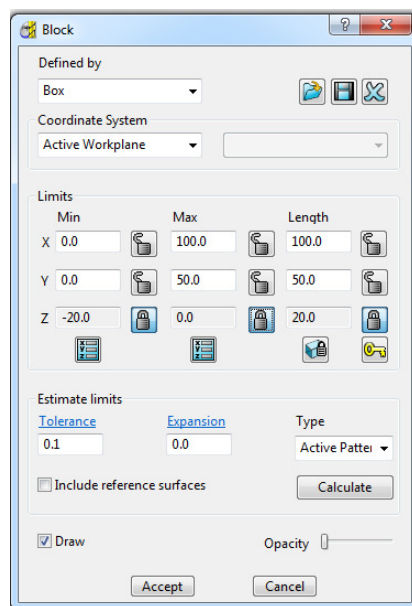 Block
Defined by
Box
Coordinate System
Active Workplane
Limits
Min Max Length
X 0.0 100.0 100.0
Y 0.0 50.0 50.0
Z -20.0 0.0 20.0
Estimate limits
Tolerance Expansion Type
0.1 0.0 Active Patter
Include reference surfaces Calculate
Draw Opacity
Accept Cancel